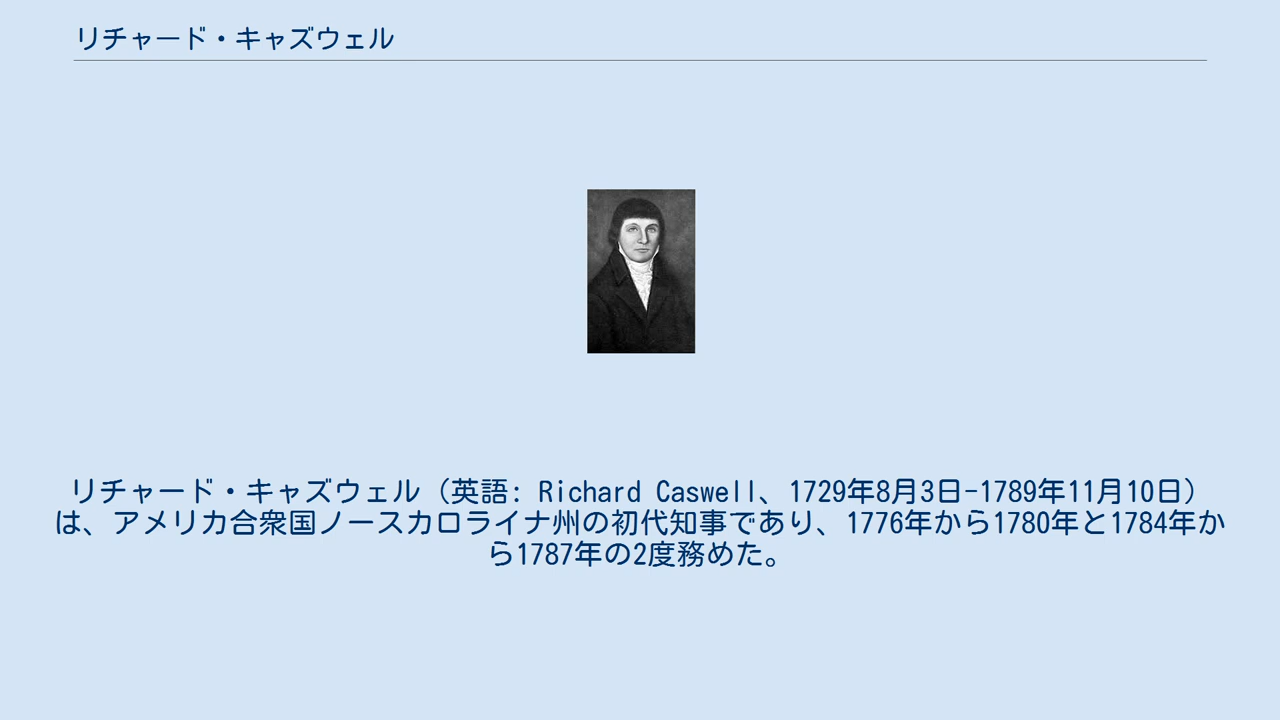 リチャード・キャズウェル
リチャード・キャズウェル（英語: Richard Caswell、1729年8月3日-1789年11月10日）
は、アメリカ合衆国ノースカロライナ州の初代知事であり、1776年から1780年と1784年か
ら1787年の2度務めた。